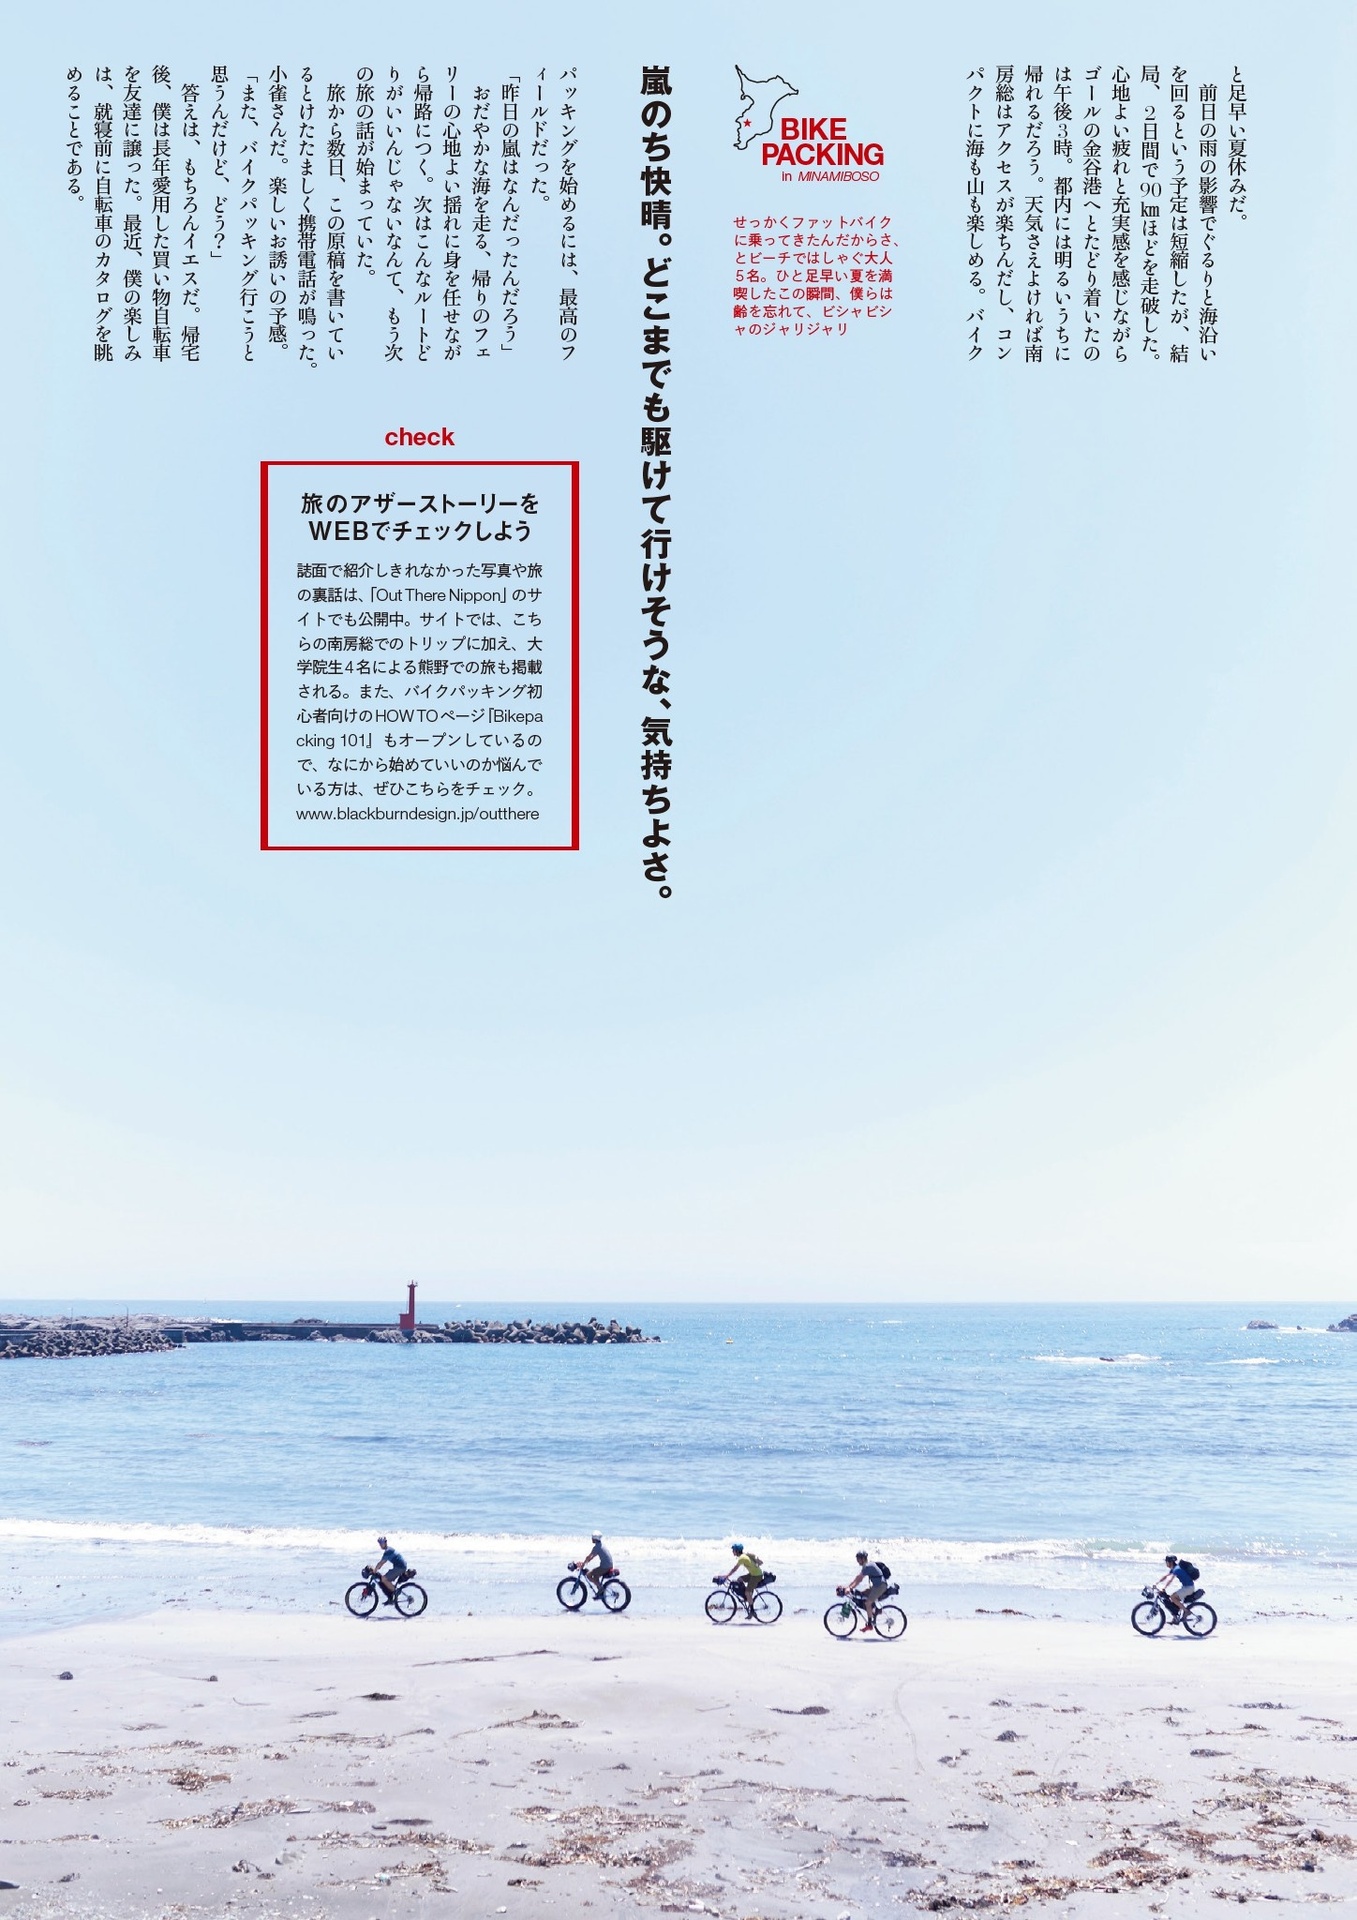 と足早い夏休みだ。
前日の雨の影響でぐるりと海沿い
を回るという予定は短縮したが、結
局、2日間で90㎞ほどを走破した。
心地よい疲れと充実感を感じながら
ゴールの金谷港へとたどり着いたの
は午後3時。都内には明るいうちに
帰れるだろう。天気さえよければ南
房総はアクセスが楽ちんだし、コン
パクトに海も山も楽しめる。バイク
BIKE
PACKING
in MINAMIBOSO
せっかくファットバイク
に乗ってきたんだからさ、
とビーチではしゃぐ大人
5名。ひと足早い夏を満
喫したこの瞬間、僕らは
齢を忘れて、ビシャビシ
ャのジャリジャリ
嵐のち快晴。どこまでも駆けて行けそうな、気持ちよさ。
パッキングを始めるには、最高のフ
ィールドだった。
「昨日の嵐はなんだったんだろう」
おだやかな海を走る、帰りのフェ
リーの心地よい揺れに身を任せなが
ら帰路につく。次はこんなルートど
りがいいんじゃないなんて、もう次
の旅の話が始まっていた。
旅から数日、この原稿を書いてい
るとけたたましく携帯電話が鳴った。
小雀さんだ。楽しいお誘いの予感。
「また、バイクパッキング行こうと
思うんだけど、どう？」
答えは、もちろんイエスだ。帰宅
後、僕は長年愛用した買い物自転車
を友達に譲った。最近、僕の楽しみ
は、就寝前に自転車のカタログを眺
めることである。
check
旅のアザーストーリーを
WEBでチェックしよう
誌面で紹介しきれなかった写真や旅
の裏話は、「Out There Nippon」のサ
イトでも公開中。サイトでは、こち
らの南房総でのトリップに加え、大
学院生4名による熊野での旅も掲載
される。また、バイクパッキング初
心者向けのHOW TOページ『Bikepa
cking 101』もオープンしているの
で、なにから始めていいのか悩んで
いる方は、ぜひこちらをチェック。
www.blackburndesign.jp/outthere